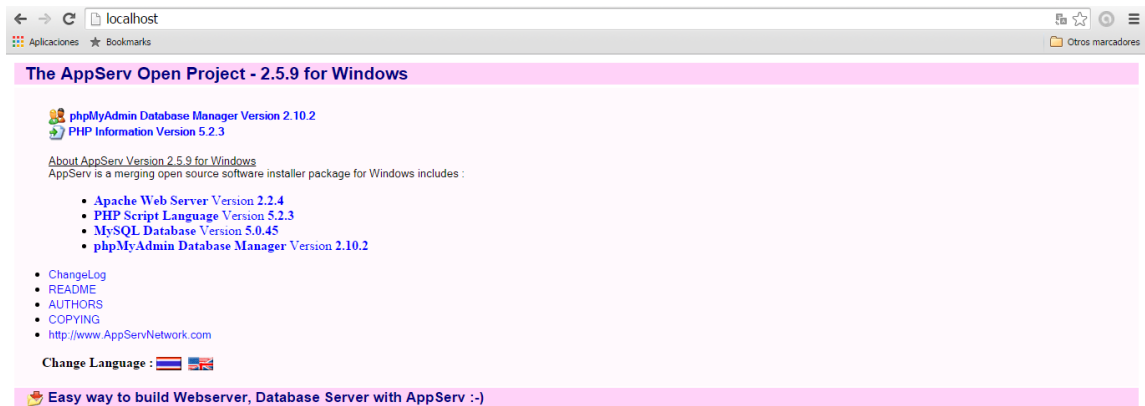 localhost
Aplicaciones Bookmarks Otros marcadores
The AppServ Open Project - 2.5.9 for Windows
phpMyAdmin Database Manager Version 2.10.2
PHP Information Version 5.2.3
About AppServ Version 2.5.9 for Windows
AppServ is a merging open source software installer package for Windows includes :
Apache Web Server Version 2.2.4
PHP Script Language Version 5.2.3
MySQL Database Version 5.0.45
phpMyAdmin Database Manager Version 2.10.2
ChangeLog
README
AUTHORS
COPYING
http://www.AppServNetwork.com
Change Language :
Easy way to build Webserver, Database Server with AppServ :-)